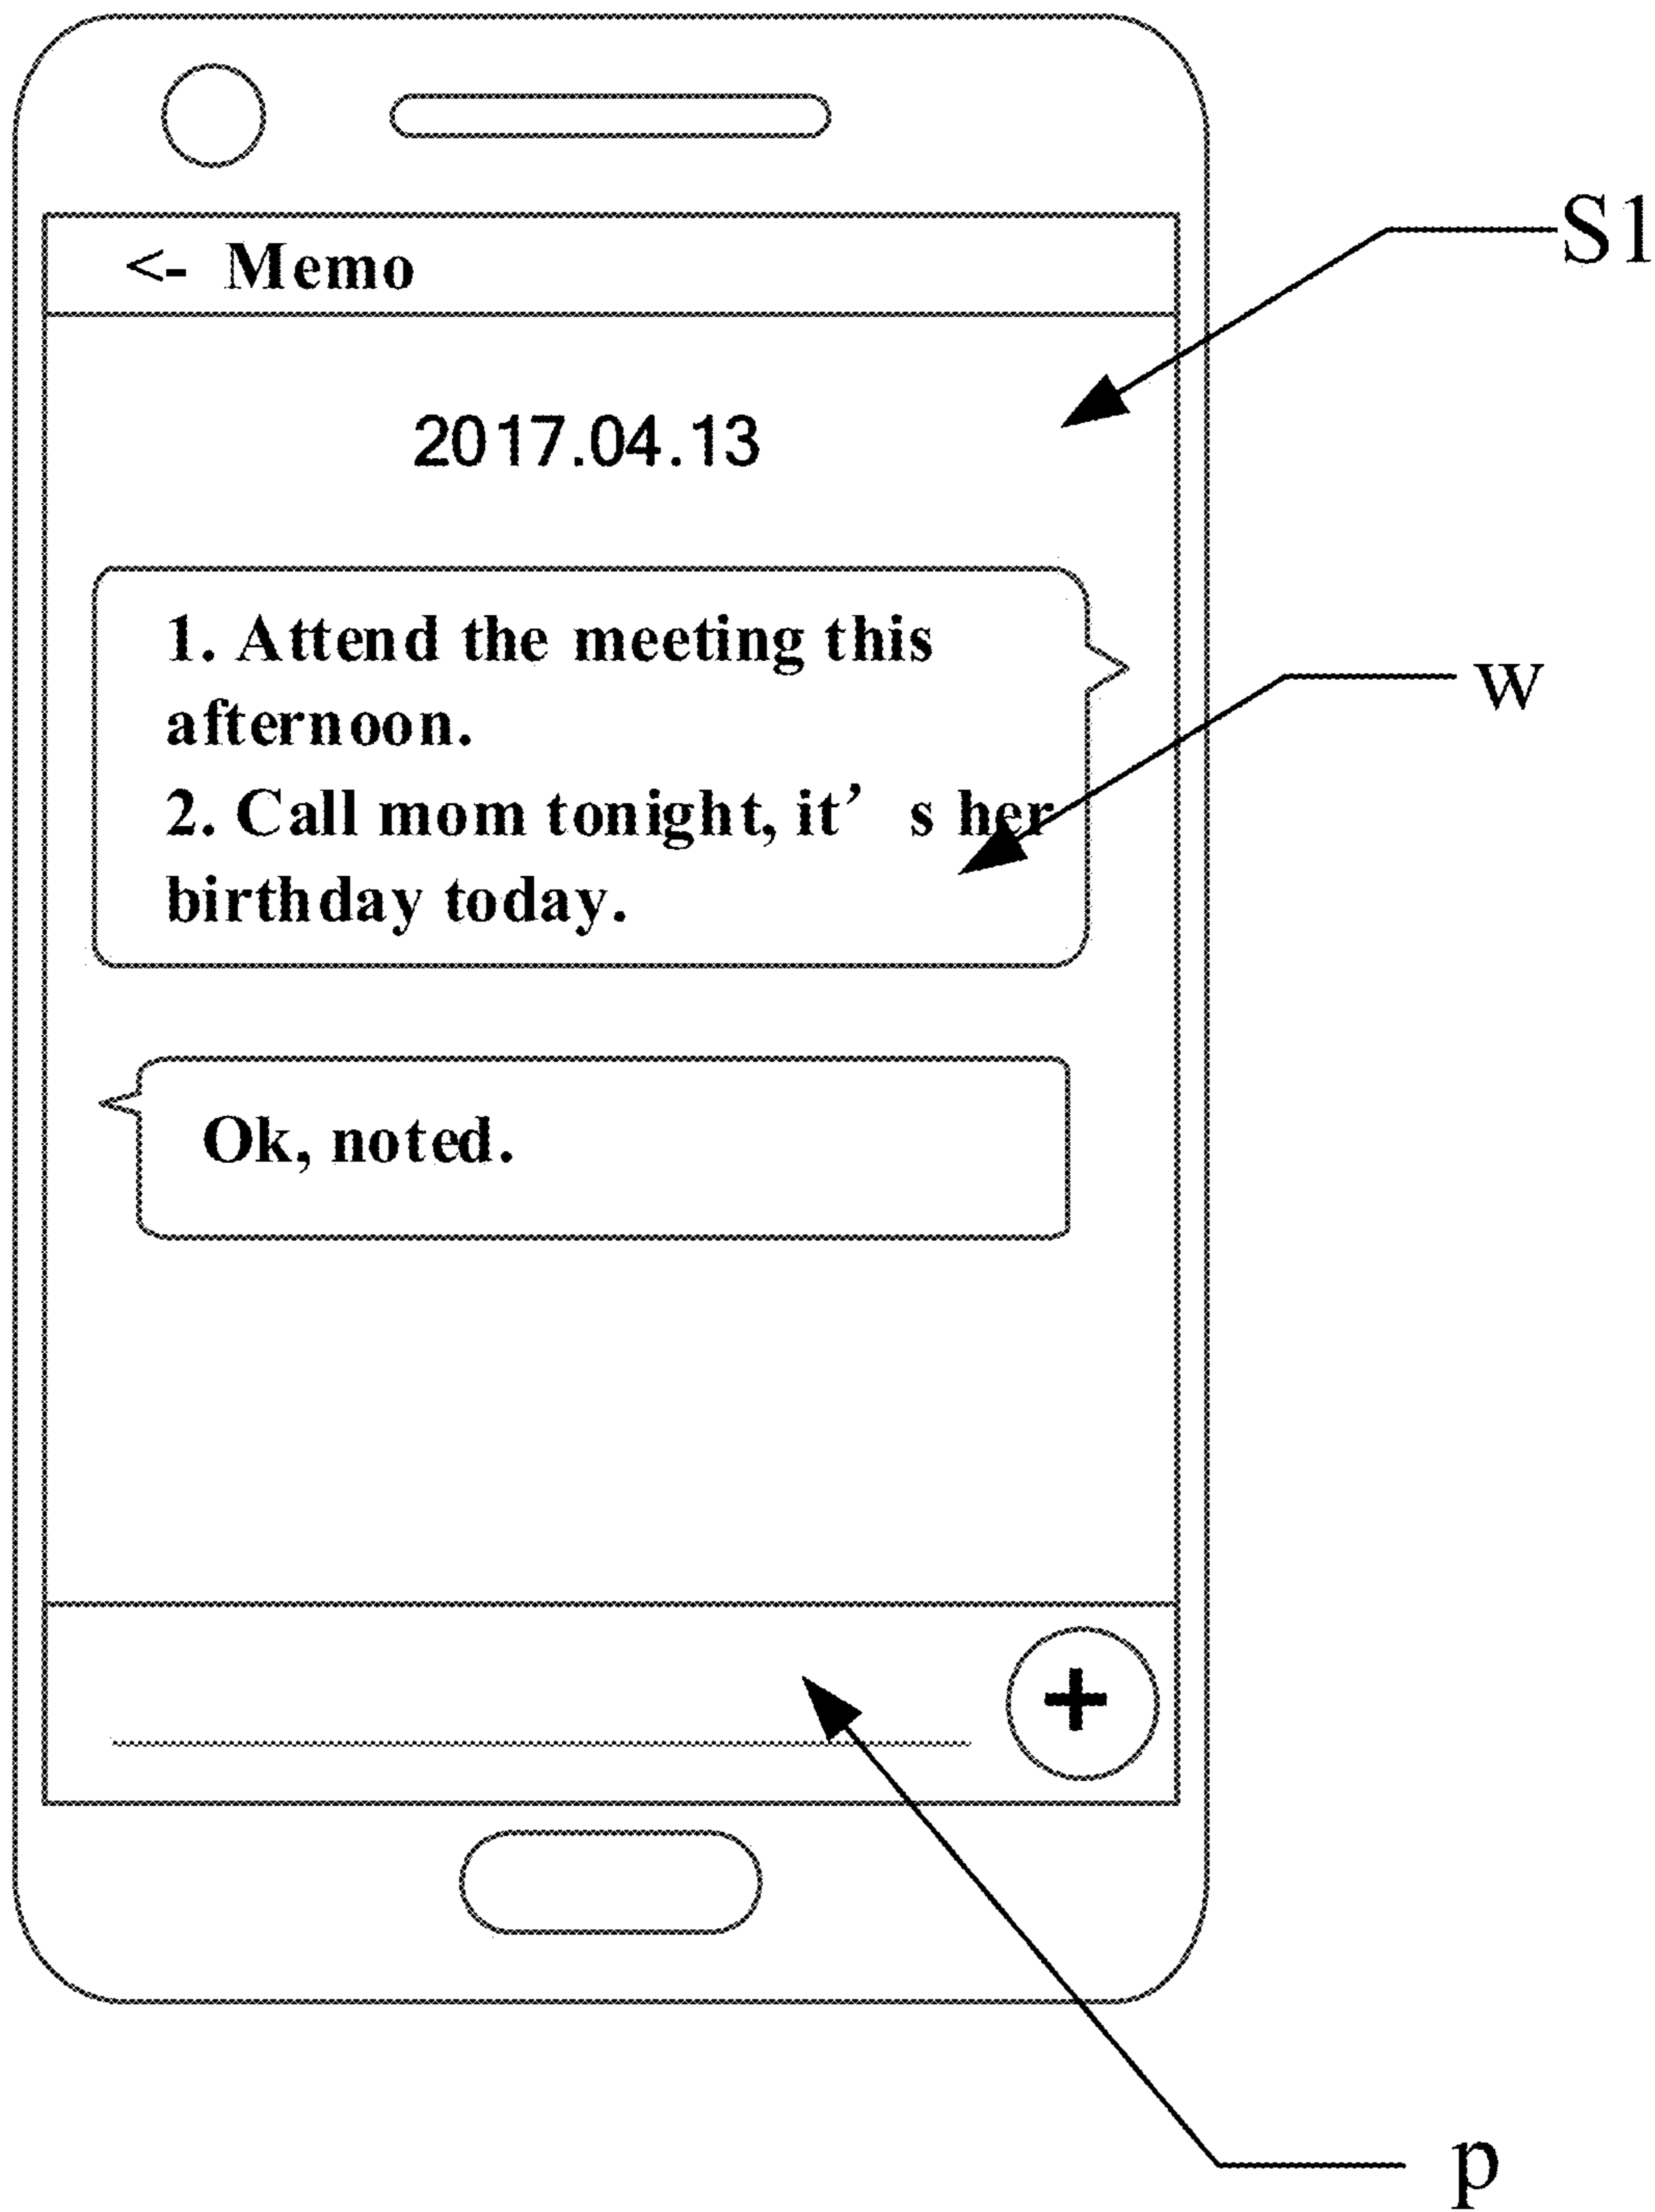 <- Memo
S1
2017.04.13
1. Attend the meeting this
afternoon.
w
2. Call mom tonight, it’ s her
birthday today.
Ok, noted.
+
p